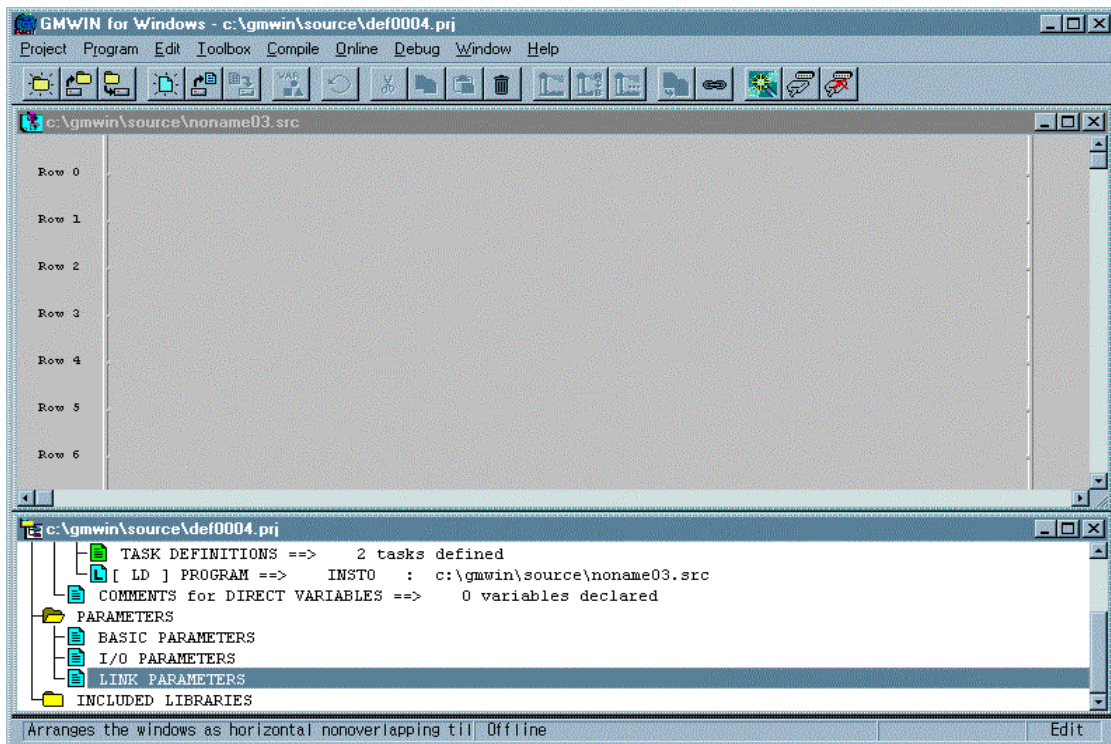 GMWIN for Windows - c:\gmwin\source\def0004.prj
Project Program Edit Toolbox Compile Online Debug Window Help
VAR
c:\gmwin\source\noname03.src
Row 0
Row 1
Row 2
Row 3
Row 4
Row 5
Row 6
c:\gmwin\source\def0004.prj
TASK DEFINITIONS ==> 2 tasks defined
L [ LD ] PROGRAM ==> INST0 : c:\gmwin\source\noname03.src
COMMENTS for DIRECT VARIABLES ==> 0 variables declared
PARAMETERS
BASIC PARAMETERS
I/O PARAMETERS
LINK PARAMETERS
INCLUDED LIBRARIES
Arranges the windows as horizontal nonoverlapping til Offline Edit